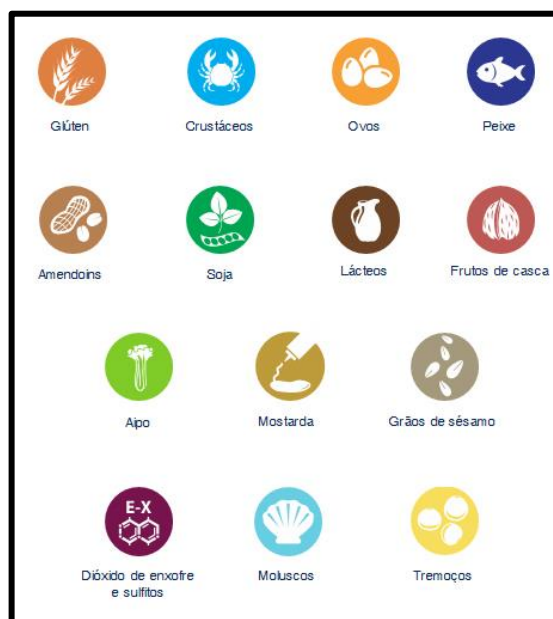 Glúten
Crustáceos
Ovos
Peixe
Amendoins
Soja
Lácteos
Frutos de casca
Aipo
Mostarda
Grãos de sésamo
E-X
Dióxido de enxofre
e sulfitos
Moluscos
Tremoços